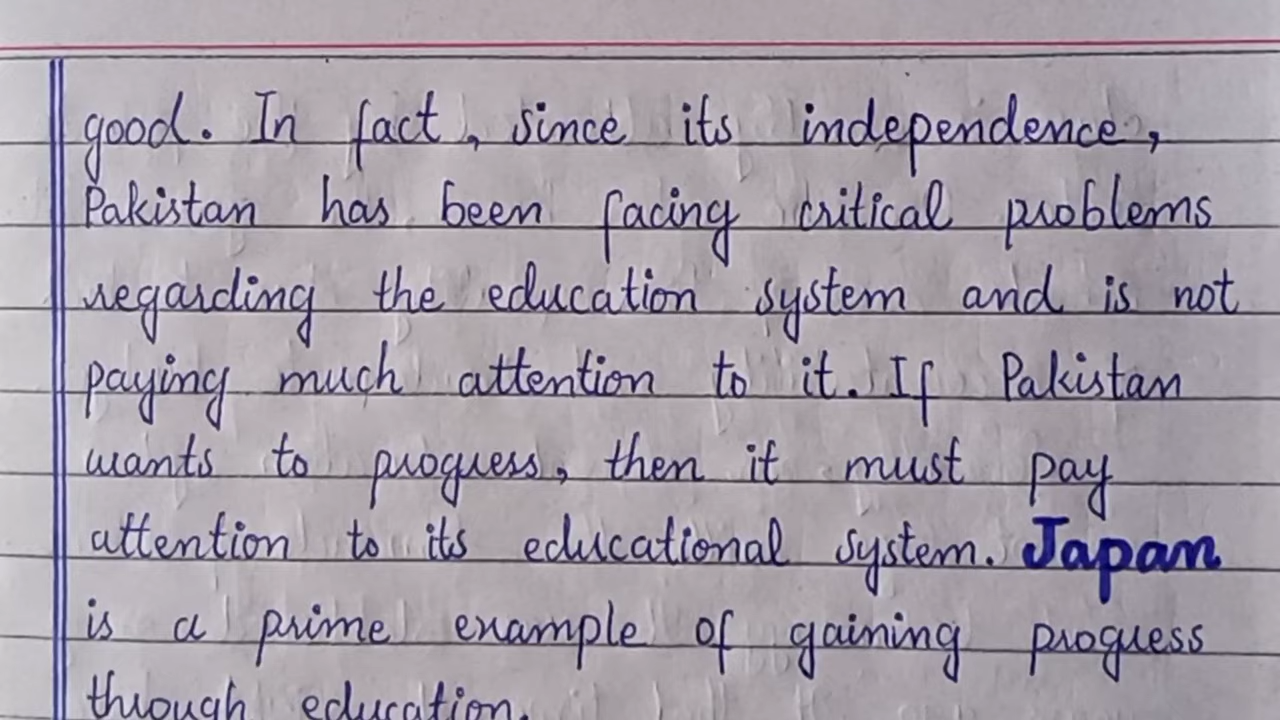 good. In fact, since its independence,
Pakistan has been facing critical problems
regarding the education system and is not
paying much attention to it. If Pakistan
wants to progress, then it must pay
attention to its educational system. Japan
is a prime example of gaining progress
through education.